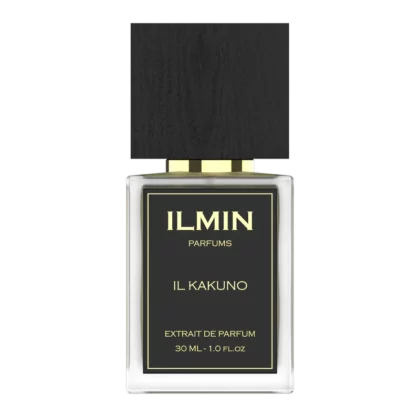 ILMIN
PARFUMS
IL KAKUNO
EXTRAIT DE PARFUM
30 ML - 1.0 FL.OZ